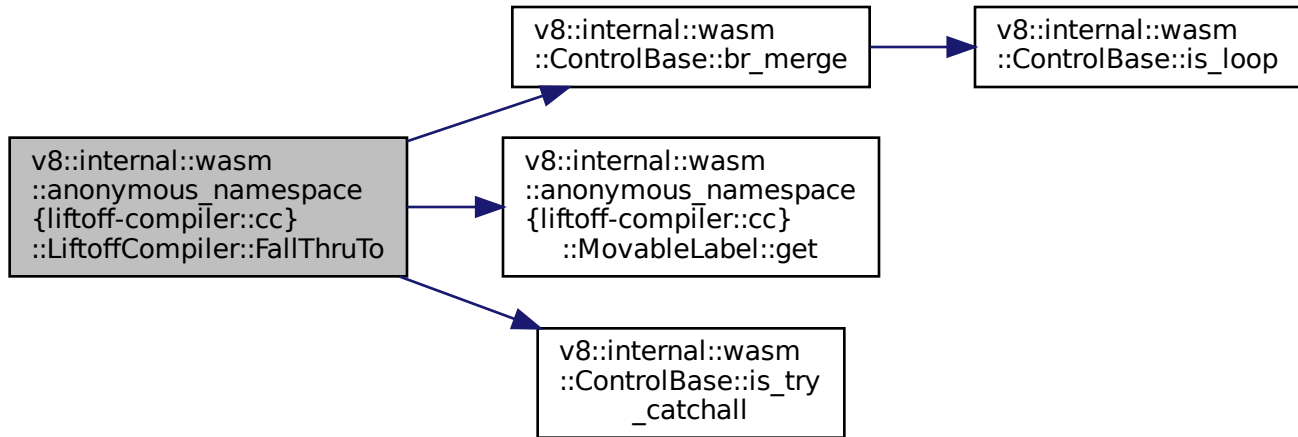 v8::internal::wasm
::anonymous_namespace
{liftoff-compiler::cc}
::LiftoffCompiler::FallThruTo
v8::internal::wasm
::ControlBase::br_merge
v8::internal::wasm
::ControlBase::is_loop
v8::internal::wasm
::anonymous_namespace
{liftoff-compiler::cc}
::MovableLabel::get
v8::internal::wasm
::ControlBase::is_try
_catchall